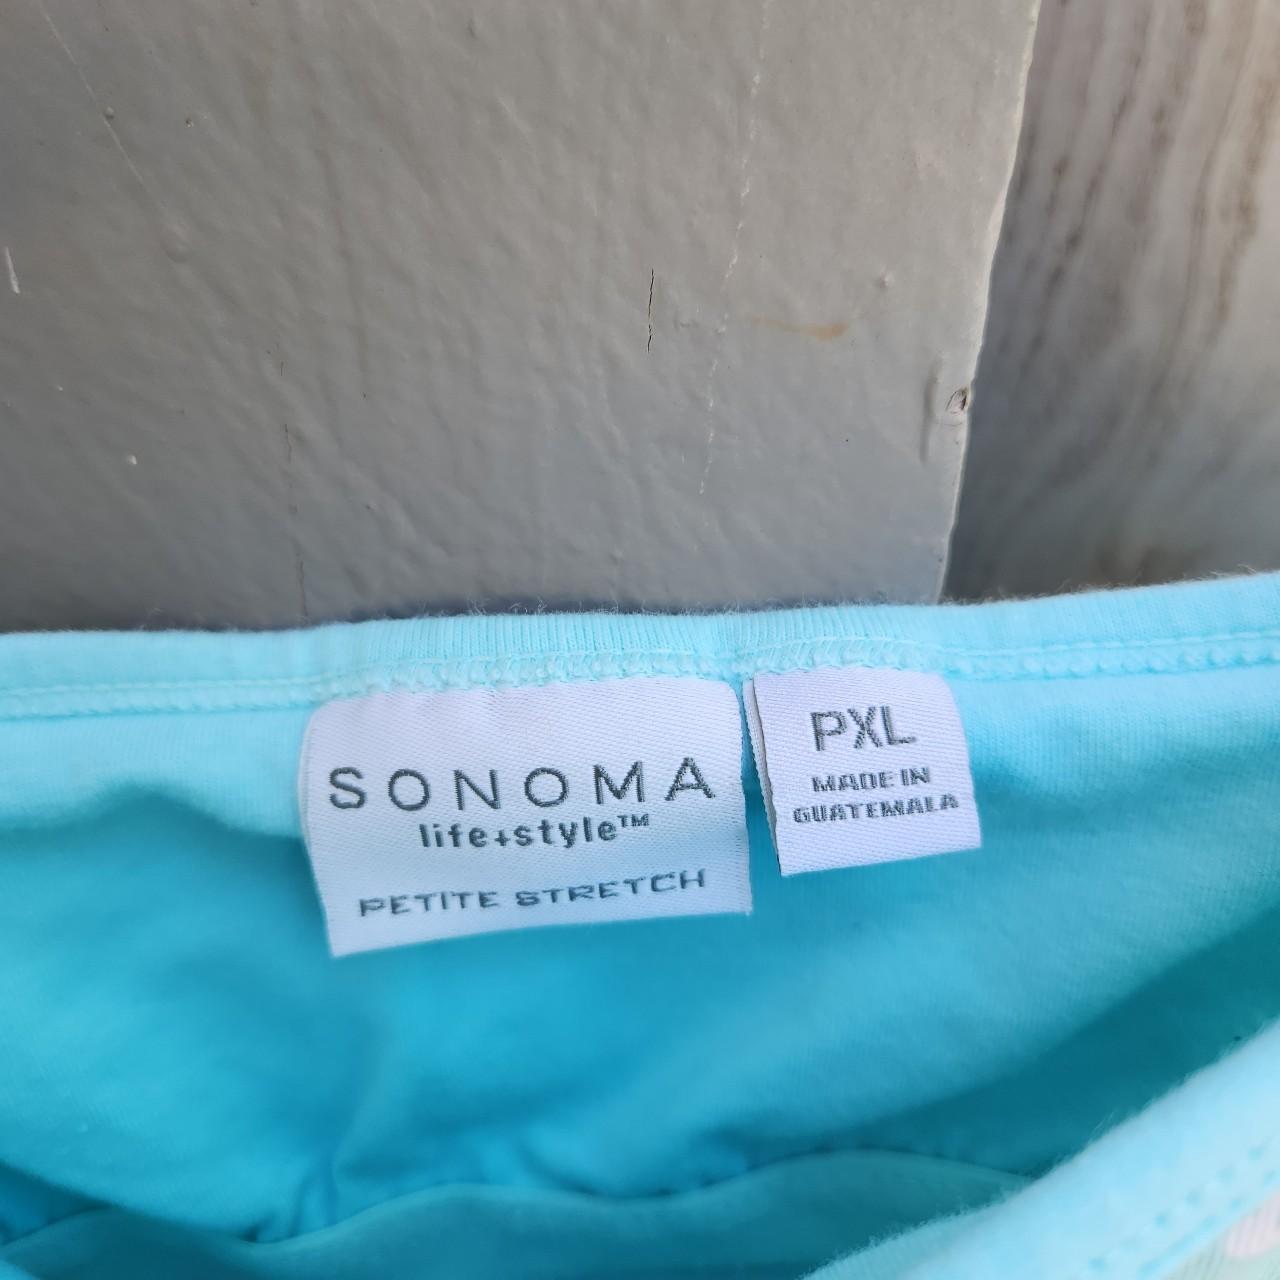 SONOMA
life+style™
PETITE STRETCH
PXL
MADE IN
GUATEMALA